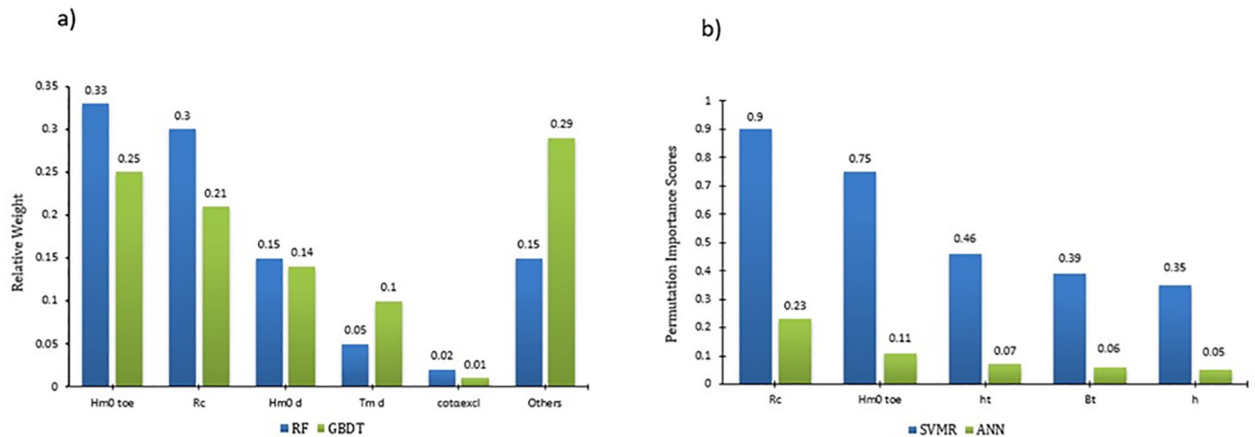 a)
Relative Weight
0.35
0.3
0.25
0.2
0.15
0.1
0.05
0
0.33
0.25
0.3
0.21
0.15
0.14
0.05
0.1
0.02
0.01
0.15
0.29
Hm0 toe
Rc
Hm0 d
Tm d
cotαexcl
Others
RF
GBDT
b)
Permutation Importance Scores
1
0.9
0.8
0.7
0.6
0.5
0.4
0.3
0.2
0.1
0
0.9
0.23
0.75
0.11
0.46
0.07
0.39
0.06
0.35
0.05
Rc
Hm0 toe
ht
Bt
h
SVMR
ANN